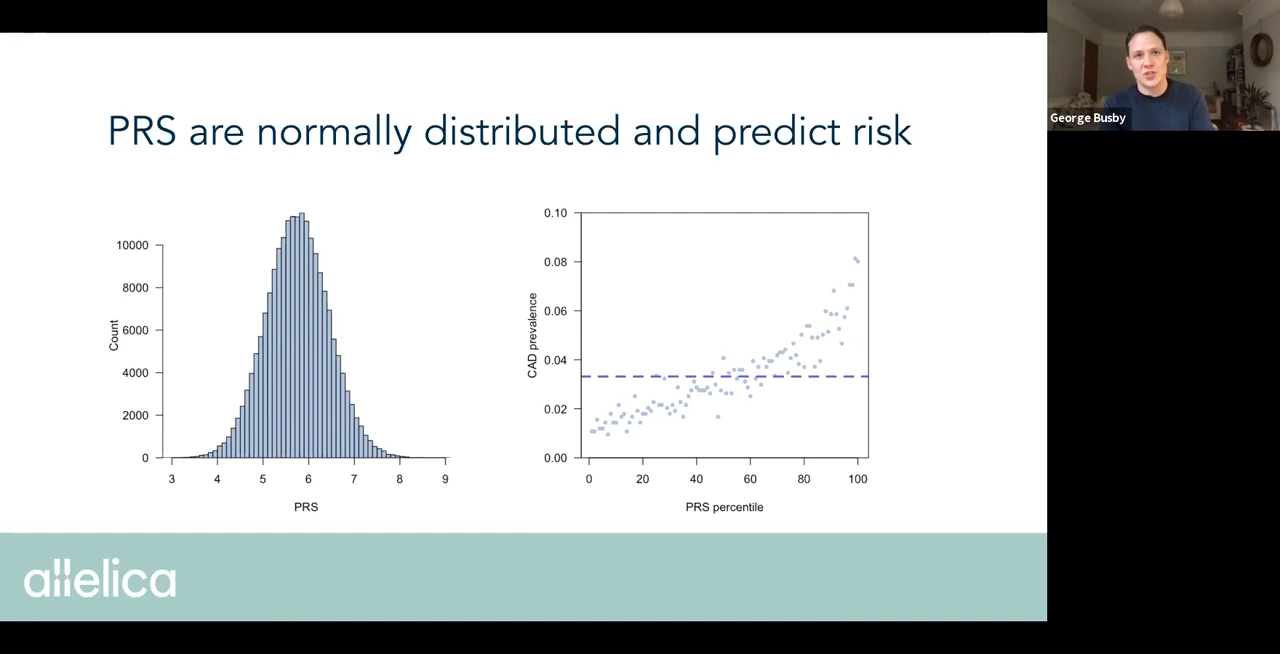 PRS are normally distributed and predict risk
Count
10000
8000
6000
4000
2000
0
3 4 5 6 7 8 9
PRS
CAD prevalence
0.10
0.08
0.06
0.04
0.02
0.00
0 20 40 60 80 100
PRS percentile
allelica
George Busby